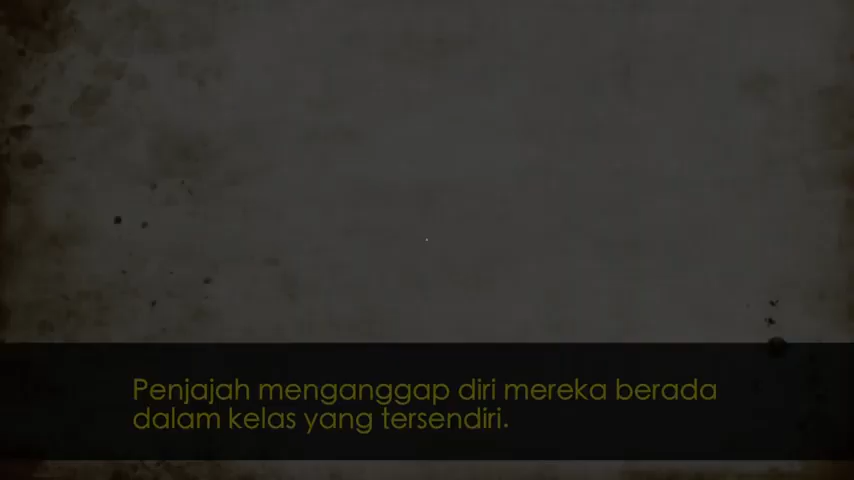 Penjajah menganggap diri mereka berada
dalam kelas yang tersendiri.